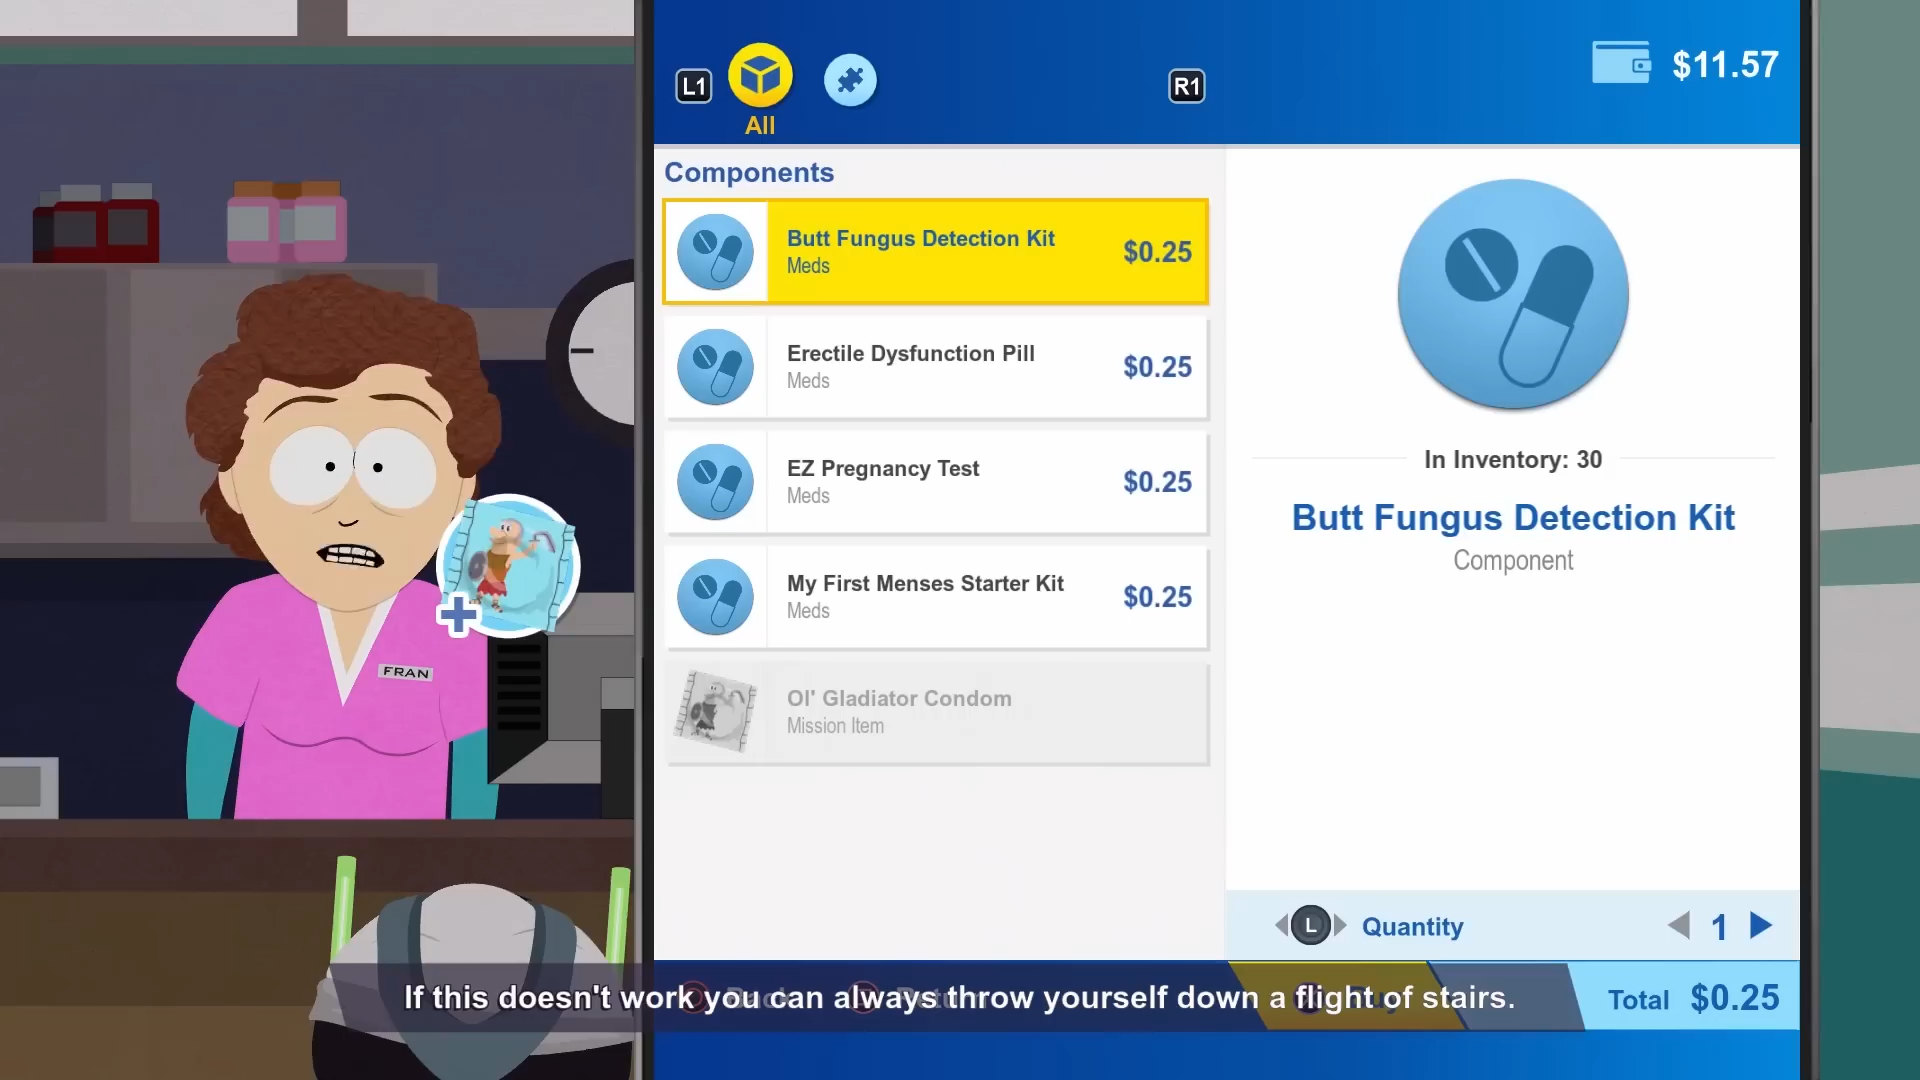 L1
R1
$11.57
All
Components
Butt Fungus Detection Kit
Meds
$0.25
Erectile Dysfunction Pill
Meds
$0.25
EZ Pregnancy Test
Meds
$0.25
My First Menses Starter Kit
Meds
$0.25
Ol' Gladiator Condom
Mission Item
In Inventory: 30
Butt Fungus Detection Kit
Component
FRAN
L Quantity 1
If this doesn't work you can always throw yourself down a flight of stairs.
Total $0.25